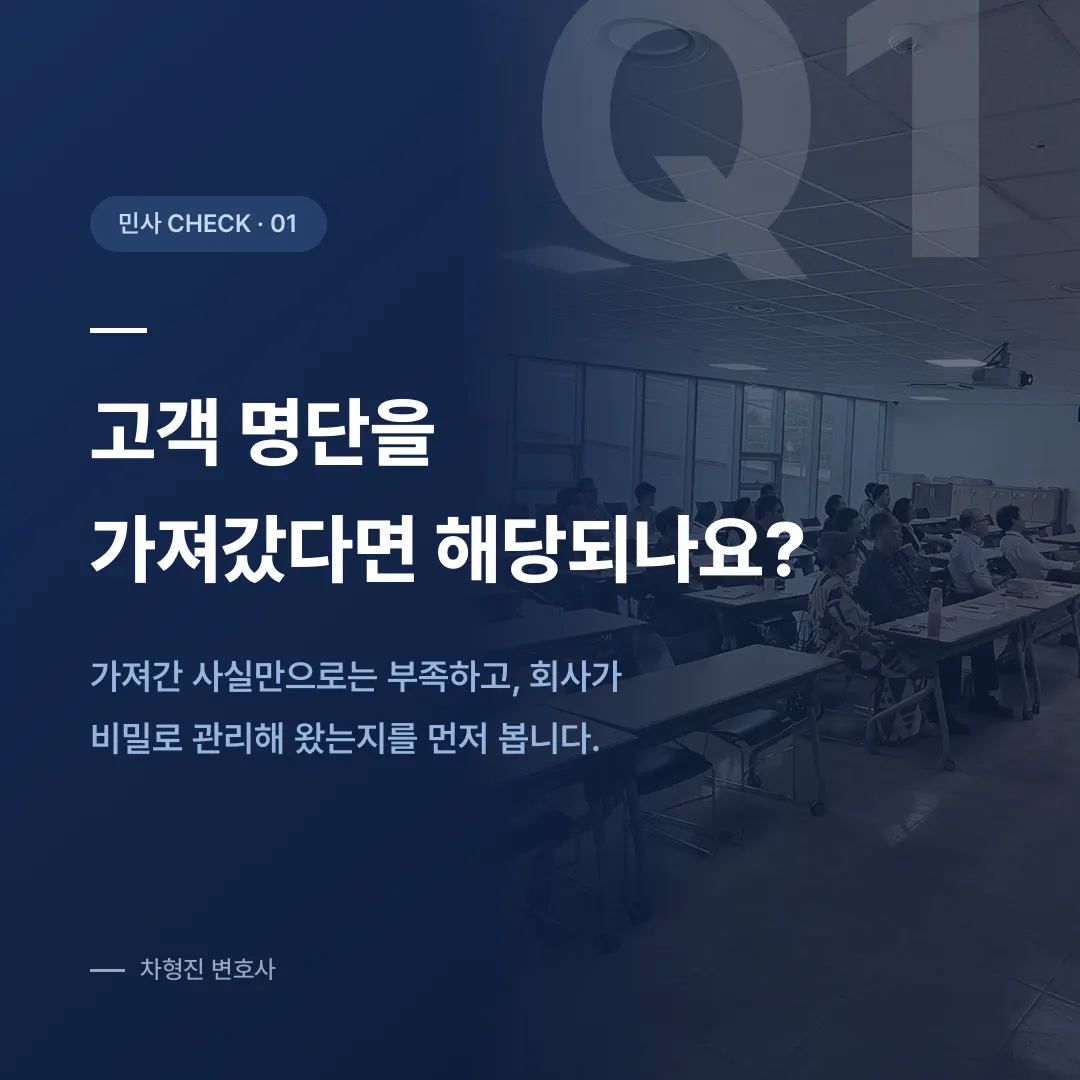 Q1
민사 CHECK · 01
고객 명단을
가져갔다면 해당되나요?
가져간 사실만으로는 부족하고, 회사가
비밀로 관리해 왔는지를 먼저 봅니다.
차형진 변호사